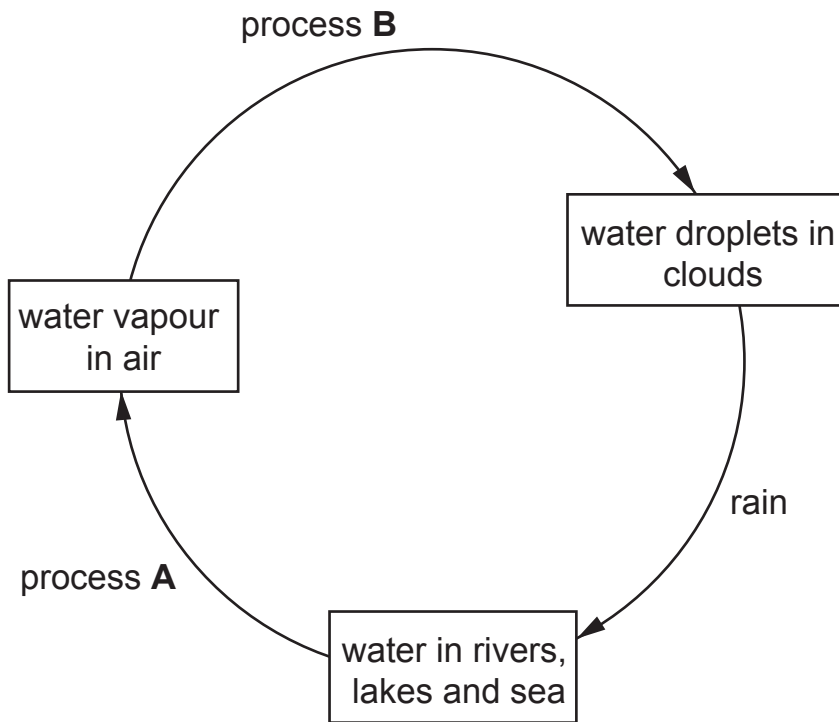 process B
water droplets in
clouds
water vapour
in air
rain
process A
water in rivers,
lakes and sea